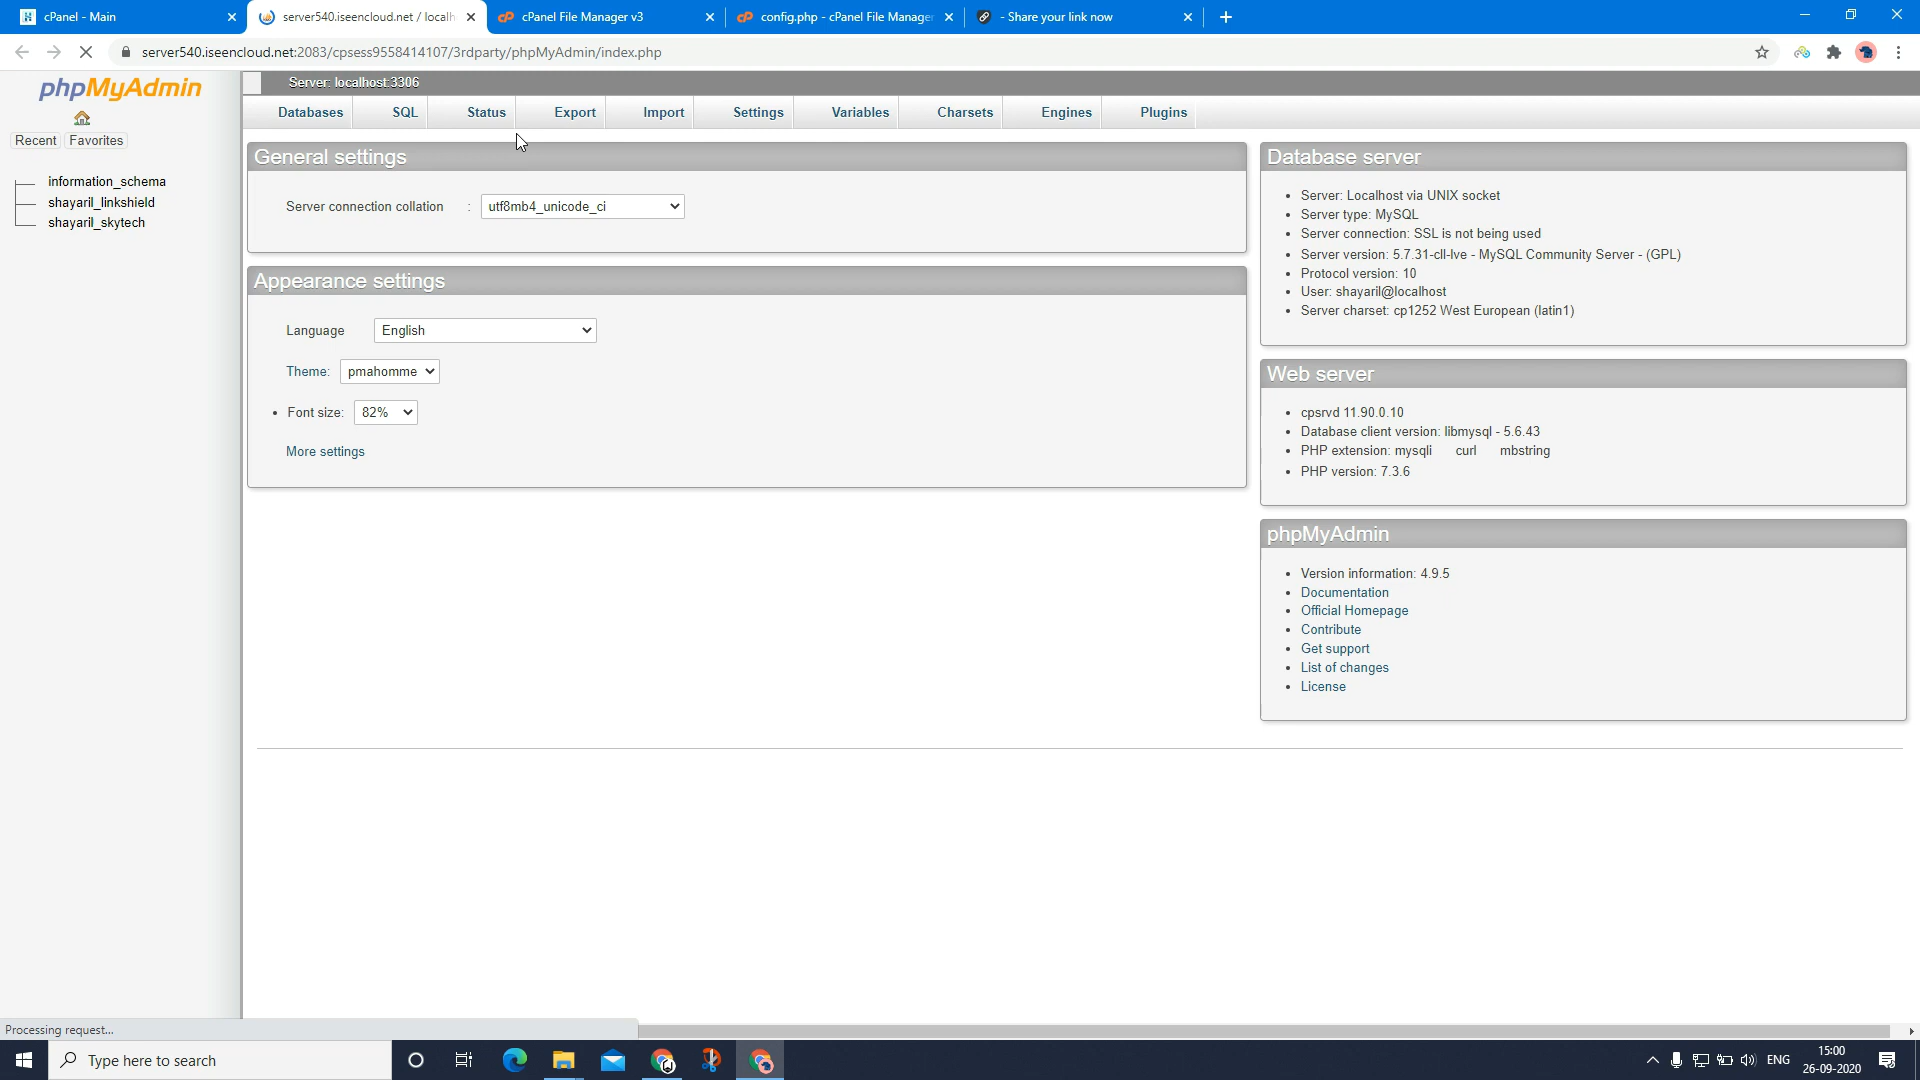 cPanel - Main
server540.iseencloud.net / localh
cPanel File Manager v3
config.php - cPanel File Manager
- Share your link now
server540.iseencloud.net:2083/cpsess9558414107/3rdparty/phpMyAdmin/index.php
phpMyAdmin
Recent Favorites
information_schema
shayaril_linkshield
shayaril_skytech
Server: localhost:3306
Databases SQL Status Export Import Settings Variables Charsets Engines Plugins
General settings
Server connection collation : utf8mb4_unicode_ci
Appearance settings
Language English
Theme: pmahomme
• Font size: 82%
More settings
Database server
• Server: Localhost via UNIX socket
• Server type: MySQL
• Server connection: SSL is not being used
• Server version: 5.7.31-cll-lve - MySQL Community Server - (GPL)
• Protocol version: 10
• User: shayaril@localhost
• Server charset: cp1252 West European (latin1)
Web server
• cpsrvd 11.90.0.10
• Database client version: libmysql - 5.6.43
• PHP extension: mysqli curl mbstring
• PHP version: 7.3.6
phpMyAdmin
• Version information: 4.9.5
• Documentation
• Official Homepage
• Contribute
• Get support
• List of changes
• License
Processing request...
Type here to search
ENG
15:00
26-09-2020